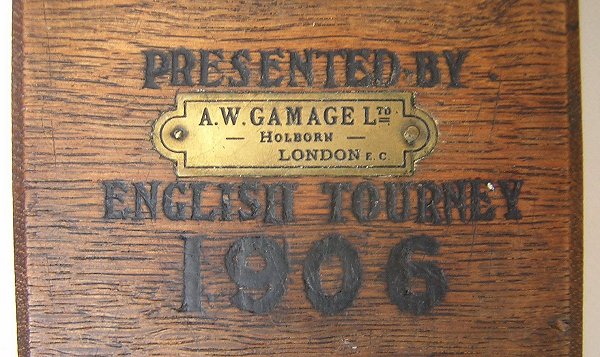 PRESENTED·BY
A.W. GAMAGE LTD
— HOLBORN —
LONDON E.C.
ENGLISH TOURNEY
1906